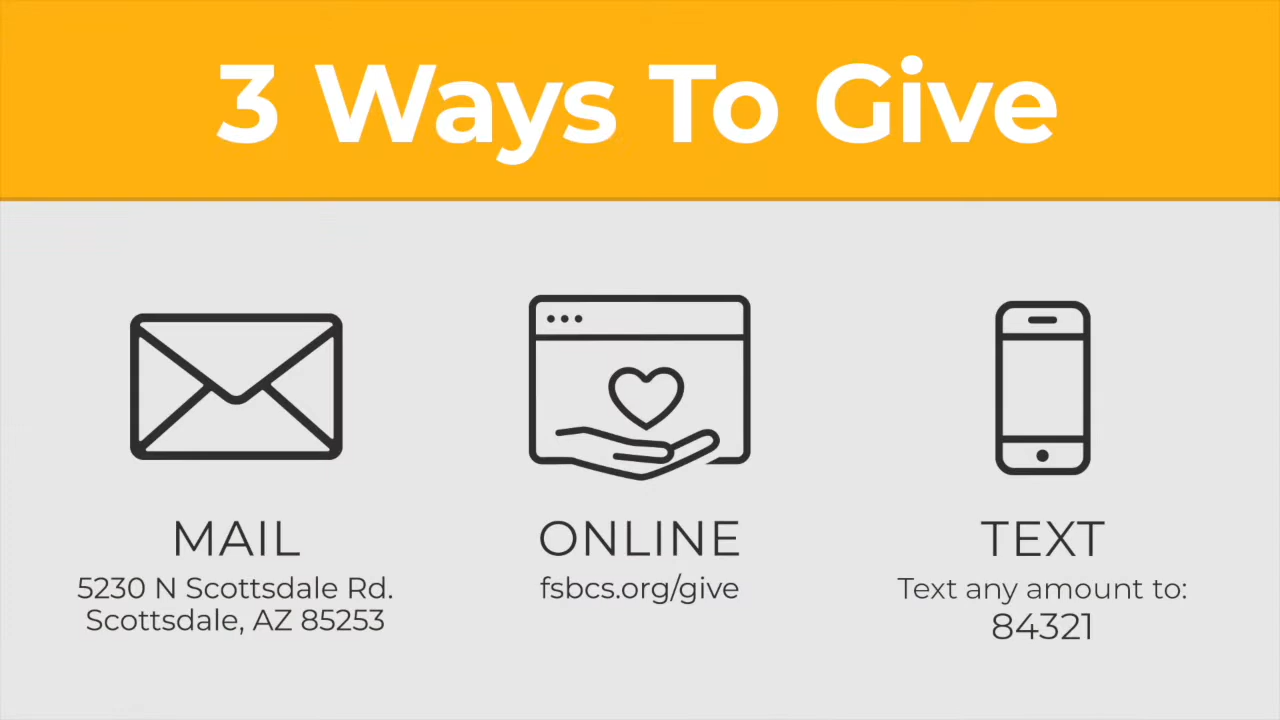 3 Ways To Give
MAIL
5230 N Scottsdale Rd.
Scottsdale, AZ 85253
ONLINE
fsbcs.org/give
TEXT
Text any amount to:
84321